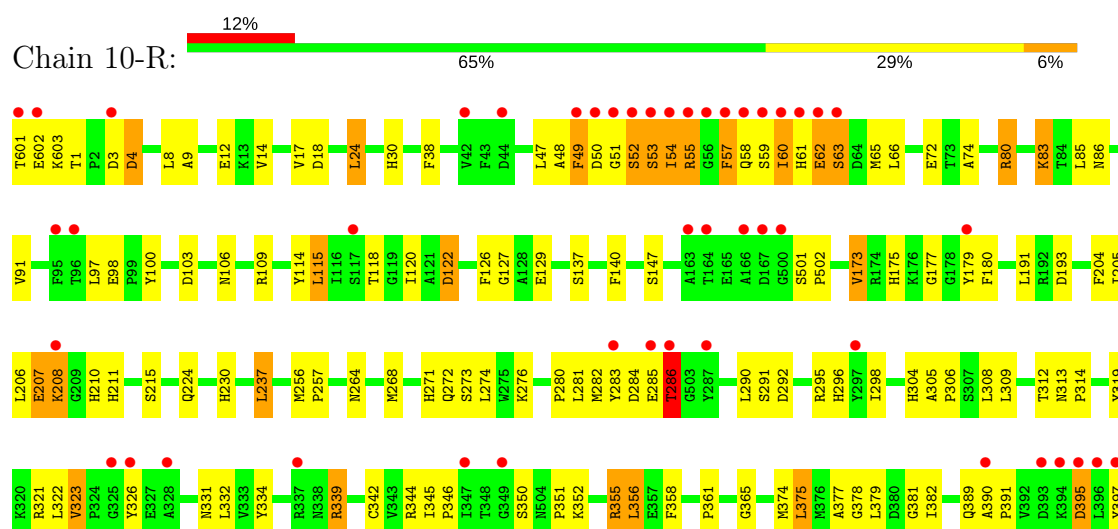 12%
Chain 10-R:
65% 29% 6%
T601 E602 K603 T1 P2 D3 D4 L8 A9 E12 K13 V14 V17 D18 L24 H30 F38 V42 F43 D44 L47 A48 F49 D50 G51 S52 S53 I54 R55 G56 F57 Q58 S59 I60 H61 E62 S63 D64 M65 L66 E72 T73 A74 R80 K83 T84 L85 N86
V91 F95 T96 L97 E98 P99 Y100 D103 N106 R109 Y114 L115 I116 S117 T118 G119 I120 A121 D122 F126 G127 A128 E129 S137 F140 S147 A163 T164 E165 A166 D167 G500 S501 P502 V173 R174 H175 K176 G177 G178 Y179 F180 L191 R192 D193 F204
L206 E207 K208 G209 H210 H211 S215 Q224 H230 L237 M256 P257 N264 M268 H271 Q272 S273 L274 W275 K276 P280 L281 M282 Y283 D284 E285 T286 G503 Y287 L290 S291 D292 R295 H296 Y297 I298 H304 A305 P306 S307 L308 L309 T312 N313 P314
K320 R321 L322 V323 P324 G325 Y326 E327 A328 N331 L332 V333 Y334 R337 N338 R339 C342 V343 R344 I345 P346 I347 T348 G349 S350 N504 P351 K352 R355 L356 E357 F358 P361 G365 M374 L375 M376 A377 G378 L379 D380 G381 I382 Q389 A390 P391 V392 D393 K394 D395 L396